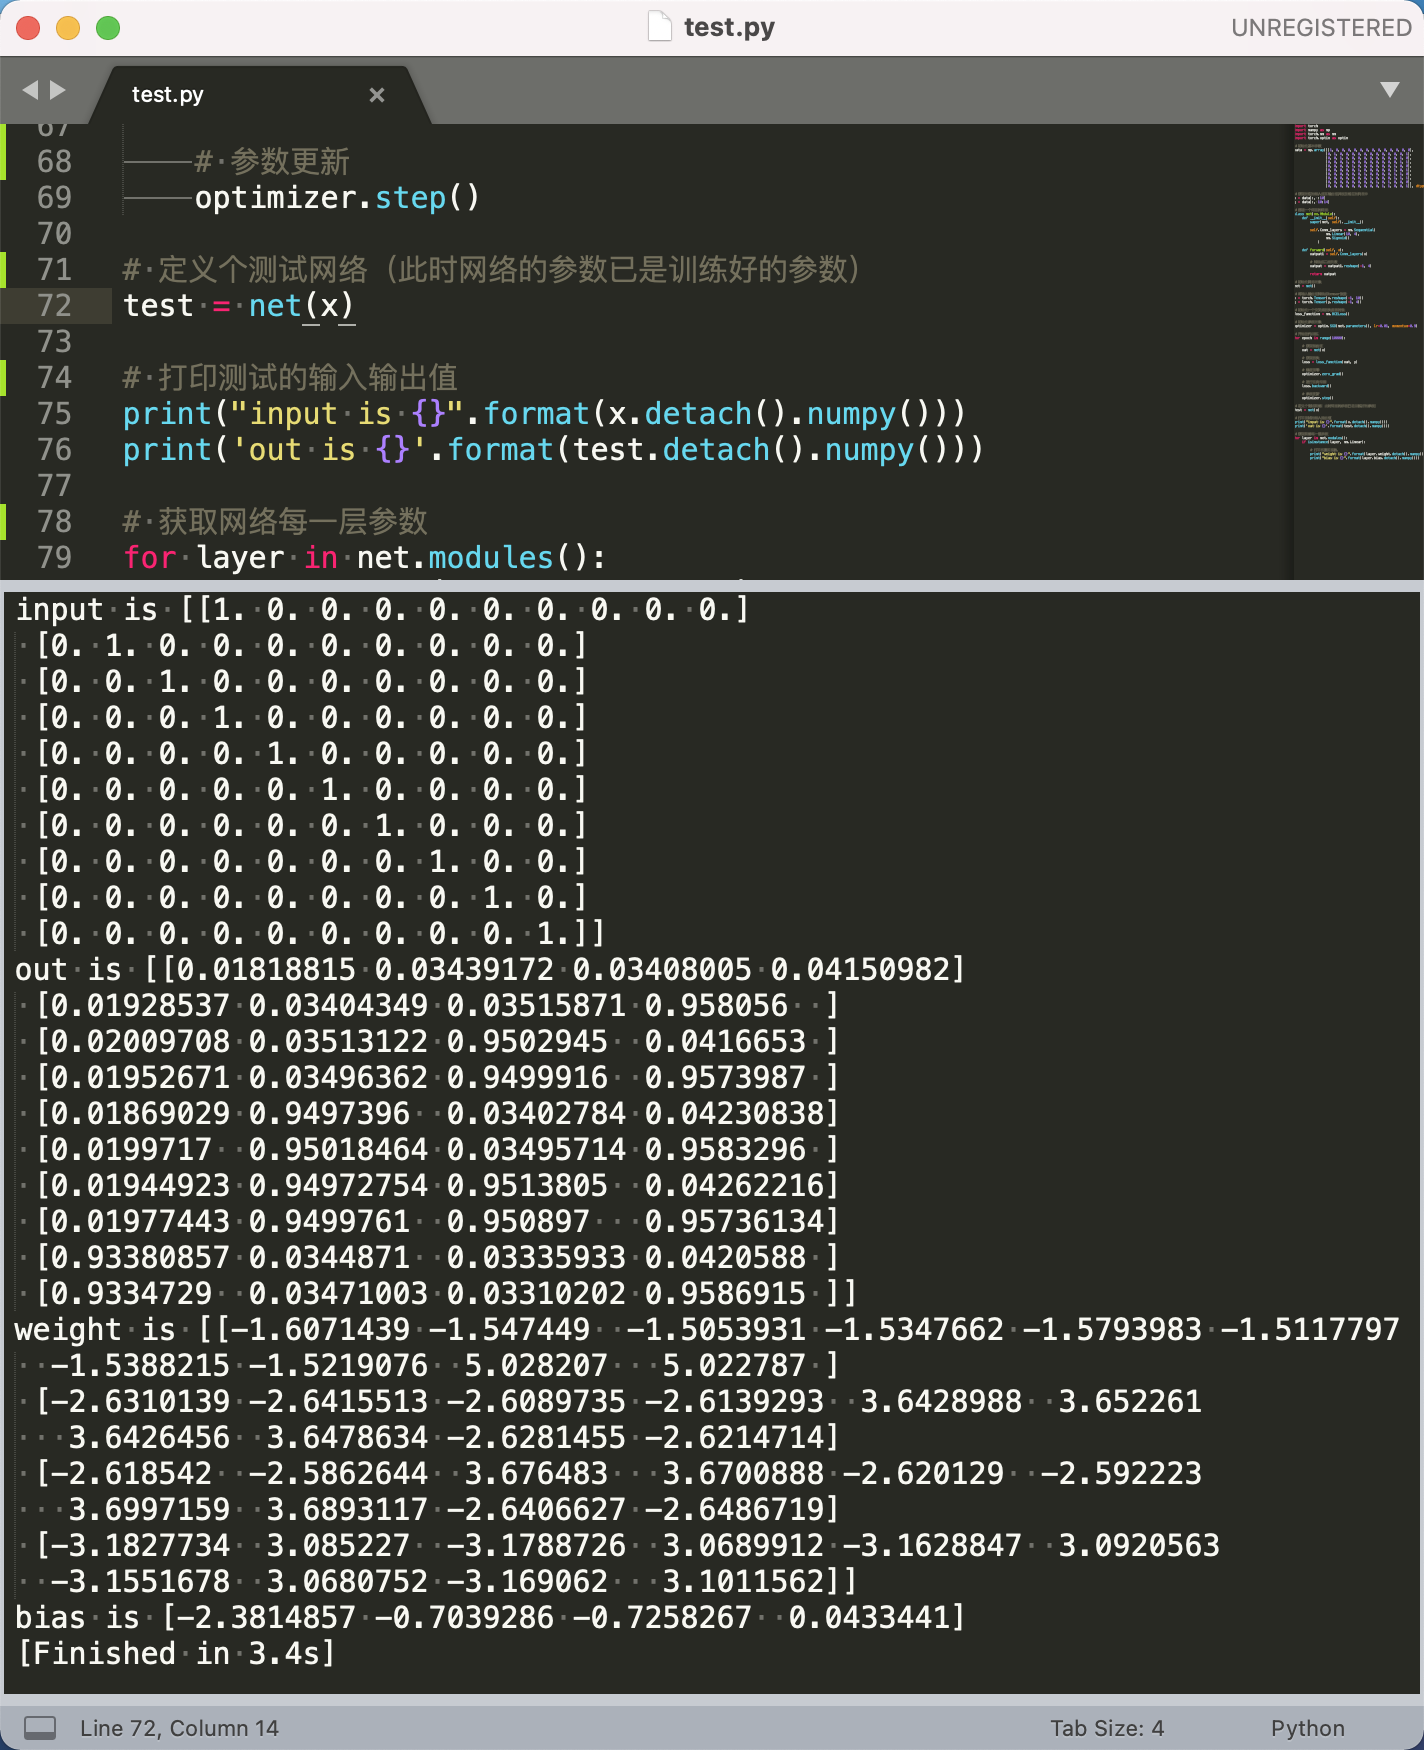 test.py
UNREGISTERED
test.py
67
68 # 参数更新
69 optimizer.step()
70
71 # 定义个测试网络（此时网络的参数已是训练好的参数）
72 test = net(x)
73
74 # 打印测试的输入输出值
75 print("input is {}".format(x.detach().numpy()))
76 print('out is {}'.format(test.detach().numpy()))
77
78 # 获取网络每一层参数
79 for layer in net.modules():
input is [[1. 0. 0. 0. 0. 0. 0. 0. 0. 0.]
[0. 1. 0. 0. 0. 0. 0. 0. 0. 0.]
[0. 0. 1. 0. 0. 0. 0. 0. 0. 0.]
[0. 0. 0. 1. 0. 0. 0. 0. 0. 0.]
[0. 0. 0. 0. 1. 0. 0. 0. 0. 0.]
[0. 0. 0. 0. 0. 1. 0. 0. 0. 0.]
[0. 0. 0. 0. 0. 0. 1. 0. 0. 0.]
[0. 0. 0. 0. 0. 0. 0. 1. 0. 0.]
[0. 0. 0. 0. 0. 0. 0. 0. 1. 0.]
[0. 0. 0. 0. 0. 0. 0. 0. 0. 1.]]
out is [[0.01818815 0.03439172 0.03408005 0.04150982]
[0.01928537 0.03404349 0.03515871 0.958056  ]
[0.02009708 0.03513122 0.9502945  0.0416653 ]
[0.01952671 0.03496362 0.9499916  0.9573987 ]
[0.01869029 0.9497396  0.03402784 0.04230838]
[0.0199717  0.95018464 0.03495714 0.9583296 ]
[0.01944923 0.94972754 0.9513805  0.04262216]
[0.01977443 0.9499761  0.950897   0.95736134]
[0.93380857 0.0344871  0.03335933 0.0420588 ]
[0.9334729  0.03471003 0.03310202 0.9586915 ]]
weight is [[-1.6071439 -1.547449  -1.5053931 -1.5347662 -1.5793983 -1.5117797
-1.5388215 -1.5219076  5.028207   5.022787 ]
[-2.6310139 -2.6415513 -2.6089735 -2.6139293  3.6428988  3.652261
3.6426456  3.6478634 -2.6281455 -2.6214714]
[-2.618542  -2.5862644  3.676483   3.6700888 -2.620129  -2.592223
3.6997159  3.6893117 -2.6406627 -2.6486719]
[-3.1827734  3.085227  -3.1788726  3.0689912 -3.1628847  3.0920563
-3.1551678  3.0680752 -3.169062   3.1011562]]
bias is [-2.3814857 -0.7039286 -0.7258267  0.0433441]
[Finished in 3.4s]
Line 72, Column 14
Tab Size: 4
Python